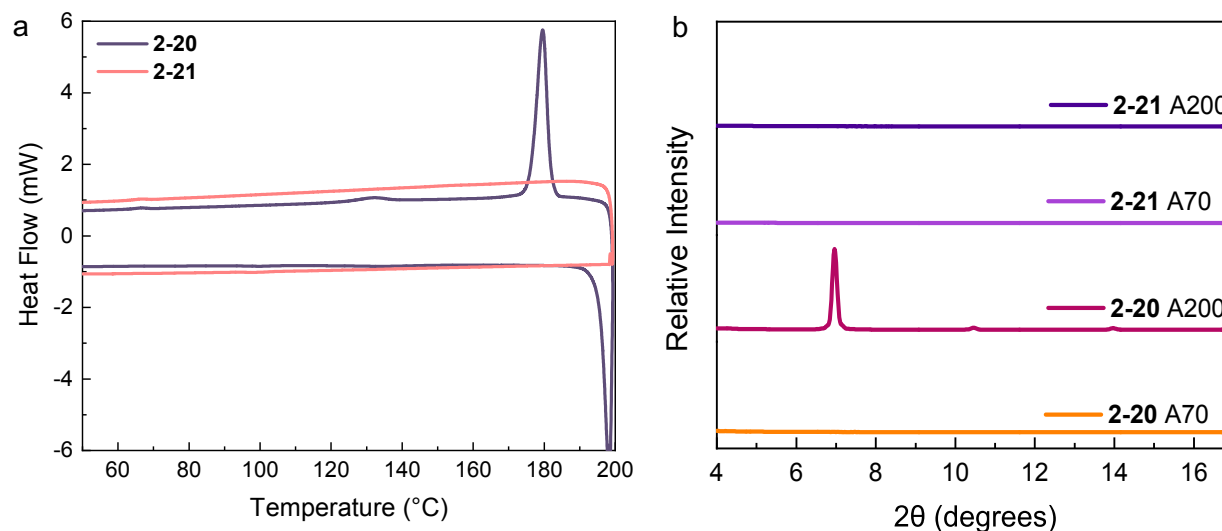 a
2-20
2-21
6
4
2
0
-2
-4
-6
Heat Flow (mW)
60 80 100 120 140 160 180 200
Temperature (°C)
b
2-21 A200
2-21 A70
2-20 A200
2-20 A70
Relative Intensity
4 6 8 10 12 14 16
2θ (degrees)